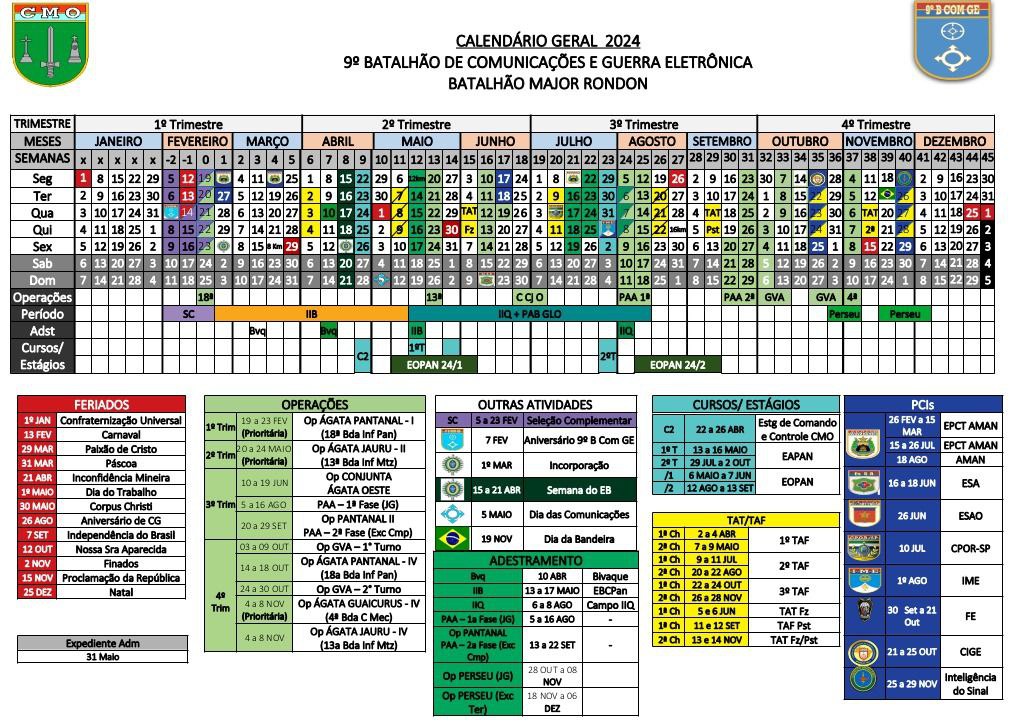 CMO
9º B COM GE
CALENDÁRIO GERAL 2024
9º BATALHÃO DE COMUNICAÇÕES E GUERRA ELETRÔNICA
BATALHÃO MAJOR RONDON
TRIMESTRE 1º Trimestre 2º Trimestre 3º Trimestre 4º Trimestre
MESES JANEIRO FEVEREIRO MARÇO ABRIL MAIO JUNHO JULHO AGOSTO SETEMBRO OUTUBRO NOVEMBRO DEZEMBRO
SEMANAS x x x x x -2 -1 0 1 2 3 4 5 6 7 8 9 10 11 12 13 14 15 16 17 18 19 20 21 22 23 24 25 26 27 28 29 30 31 32 33 34 35 36 37 38 39 40 41 42 43 44 45
Seg 1 8 15 22 29 5 12 19 4 11 25 1 8 15 22 29 6 12km 20 27 3 10 17 24 1 8 22 29 5 12 19 26 2 9 16 23 30 7 14 28 4 11 18 2 9 16 23 30
Ter 2 9 16 23 30 6 13 20 27 5 12 19 26 2 9 16 23 30 7 14 21 28 4 11 18 25 2 9 16 23 30 6 13 20 27 3 10 17 24 1 8 15 22 29 5 12 26 3 10 17 24 31
Qua 3 10 17 24 31 14 21 28 6 13 20 27 3 10 17 24 1 8 15 22 29 TAT 12 19 26 3 17 24 31 7 14 21 28 4 TAT 18 25 2 9 16 23 30 6 TAT 20 27 4 11 18 25 1
Qui 4 11 18 25 1 8 15 22 29 7 14 21 28 4 11 18 2 9 16 23 30 Fz 13 20 27 4 11 18 25 8 15 22 16km 5 Pst 19 26 3 10 17 24 31 7 2ª 21 28 5 12 19 26 2
Sex 5 12 19 26 2 9 16 23 8 15 8 Km 29 5 12 26 3 10 17 24 31 7 14 21 28 5 12 19 26 2 9 16 23 30 6 13 20 27 4 11 18 25 1 8 15 22 29 6 13 20 27 3
Sab 6 13 20 27 3 10 17 24 2 9 16 23 30 6 13 20 27 4 11 18 25 1 8 15 22 29 6 13 20 27 3 10 17 24 31 7 14 21 28 5 12 19 26 2 9 16 23 30 7 14 21 28 4
Dom 7 14 21 28 4 11 18 25 3 10 17 24 31 7 14 21 28 12 19 26 2 9 23 30 7 14 21 28 4 11 18 25 1 8 15 22 29 6 13 20 27 3 10 17 24 1 8 15 22 29 5
Operações 18ª 13ª C C J O PAA 1ª PAA 2ª GVA GVA 4ª
Período SC IIB IIQ + PAB GLO Perseu Perseu
Adst Bvq Bvq IIB IIQ
Cursos/ Estágios C2 1ºT 2ºT
EOPAN 24/1 EOPAN 24/2
FERIADOS
1º JAN Confraternização Universal
13 FEV Carnaval
29 MAR Paixão de Cristo
31 MAR Páscoa
21 ABR Inconfidência Mineira
1º MAIO Dia do Trabalho
30 MAIO Corpus Christi
26 AGO Aniversário de CG
7 SET Independência do Brasil
12 OUT Nossa Sra Aparecida
2 NOV Finados
15 NOV Proclamação da República
25 DEZ Natal
Expediente Adm
31 Maio
OPERAÇÕES
1º Trim 19 a 23 FEV (Prioritária) Op ÁGATA PANTANAL - I (18ª Bda Inf Pan)
2º Trim 20 a 24 MAIO (Prioritária) Op ÁGATA JAURU - II (13ª Bda Inf Mtz)
3º Trim 10 a 19 JUN Op CONJUNTA ÁGATA OESTE
5 a 16 AGO PAA – 1ª Fase (JG)
20 a 29 SET Op PANTANAL II PAA – 2ª Fase (Exc Cmp)
4º Trim 03 a 09 OUT Op GVA – 1° Turno
14 a 18 OUT Op ÁGATA PANTANAL - IV (18a Bda Inf Pan)
24 a 30 OUT Op GVA – 2° Turno
4 a 8 NOV (Prioritária) Op ÁGATA GUAICURUS - IV (4ª Bda C Mec)
4 a 8 NOV Op ÁGATA JAURU - IV (13a Bda Inf Mtz)
OUTRAS ATIVIDADES
SC 5 a 23 FEV Seleção Complementar
7 FEV Aniversário 9º B Com GE
1º MAR Incorporação
15 a 21 ABR Semana do EB
5 MAIO Dia das Comunicações
19 NOV Dia da Bandeira
ADESTRAMENTO
Bvq 10 ABR Bivaque
IIB 13 a 17 MAIO EBCPan
IIQ 6 a 8 AGO Campo IIQ
PAA – 1a Fase (JG) 5 a 16 AGO -
Op PANTANAL PAA – 2a Fase (Exc Cmp) 13 a 22 SET -
Op PERSEU (JG) 28 OUT a 08 NOV
Op PERSEU (Exc Ter) 18 NOV a 06 DEZ
CURSOS/ ESTÁGIOS
C2 22 a 26 ABR Estg de Comando e Controle CMO
1º T 13 a 16 MAIO EAPAN
2º T 29 JUL a 2 OUT
/1 6 MAIO a 7 JUN EOPAN
/2 12 AGO a 13 SET
TAT/TAF
1ª Ch 2 a 4 ABR 1º TAF
2ª Ch 7 a 9 MAIO
1ª Ch 9 a 11 JUL 2º TAF
2ª Ch 20 a 22 AGO
1ª Ch 22 a 24 OUT 3º TAF
2ª Ch 26 a 28 NOV
1ª Ch 5 e 6 JUN TAT Fz
1ª Ch 11 e 12 SET TAF Pst
2ª Ch 13 e 14 NOV TAT Fz/Pst
PCIs
26 FEV a 15 MAR EPCT AMAN
15 a 26 JUL EPCT AMAN
18 AGO AMAN
16 a 18 JUN ESA
26 JUN ESAO
10 JUL CPOR-SP
1º AGO IME
30 Set a 21 Out FE
21 a 25 OUT CIGE
25 a 29 NOV Inteligência do Sinal